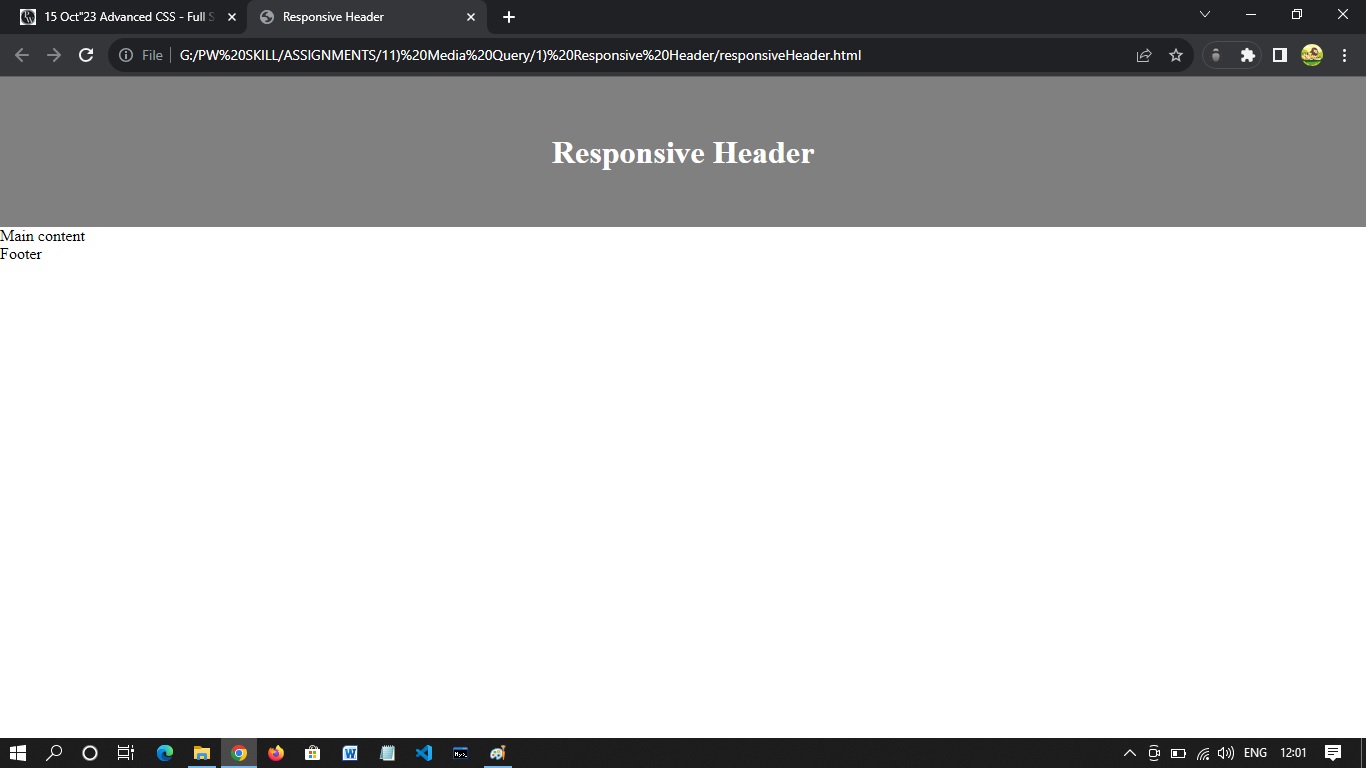 15 Oct"23 Advanced CSS - Full S
Responsive Header
File
G:/PW%20SKILL/ASSIGNMENTS/11)%20Media%20Query/1)%20Responsive%20Header/responsiveHeader.html
Responsive Header
Main content
Footer
ENG
12:01